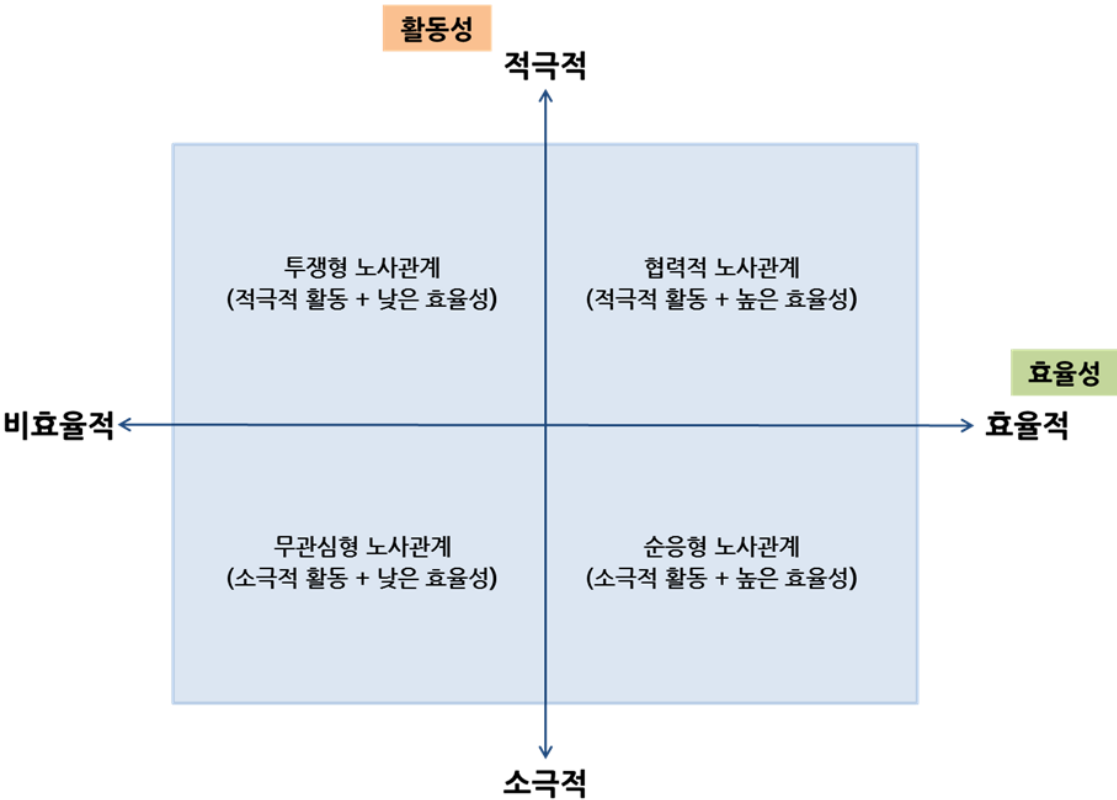 활동성
적극적
투쟁형 노사관계
(적극적 활동 + 낮은 효율성)
협력적 노사관계
(적극적 활동 + 높은 효율성)
효율성
비효율적
효율적
무관심형 노사관계
(소극적 활동 + 낮은 효율성)
순응형 노사관계
(소극적 활동 + 높은 효율성)
소극적